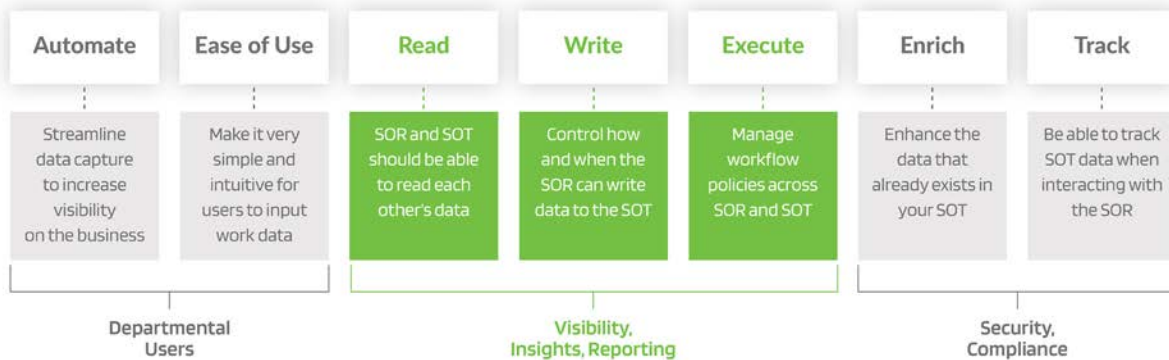 Automate
Ease of Use
Read
Write
Execute
Enrich
Track
Streamline
data capture
to increase
visibility
on the business
Make it very
simple and
intuitive for
users to input
work data
SOR and SOT
should be able
to read each
other's data
Control how
and when the
SOR can write
data to the SOT
Manage
workflow
policies across
SOR and SOT
Enhance the
data that
already exists in
your SOT
Be able to track
SOT data when
interacting with
the SOR
Departmental
Users
Visibility,
Insights, Reporting
Security,
Compliance